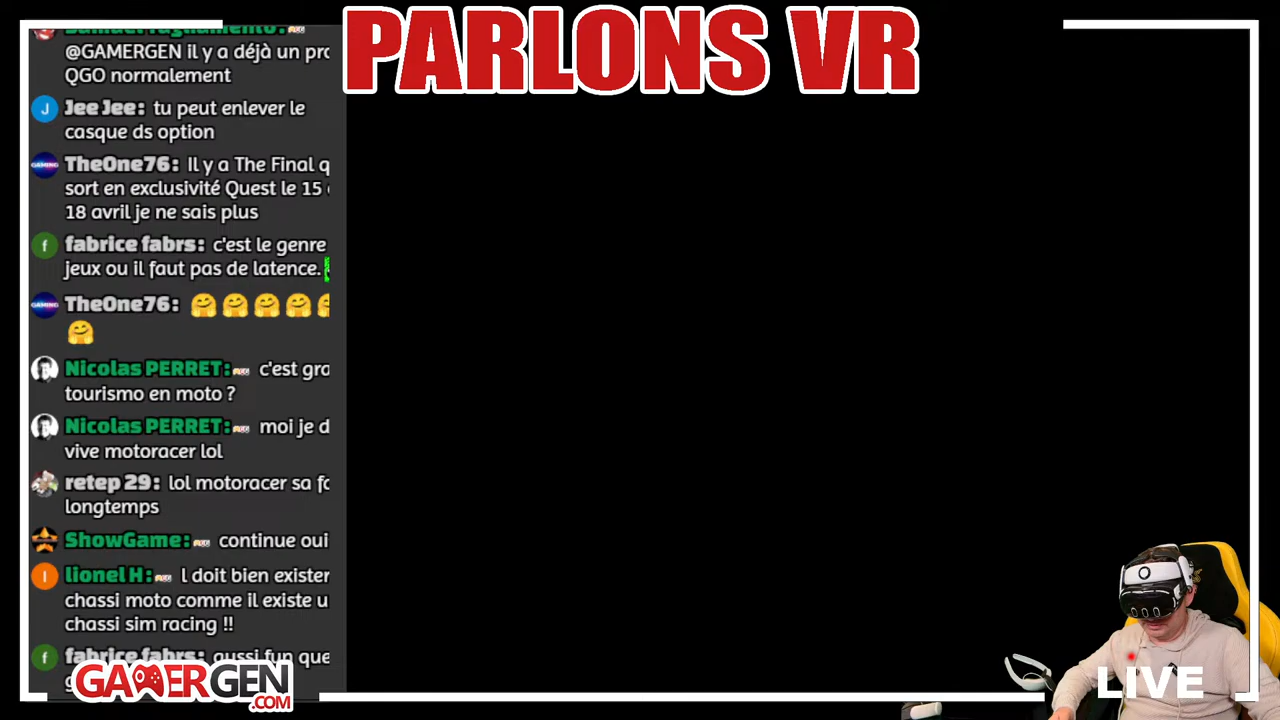 PARLONS VR
@GAMERGEN il y a déjà un
QGO normalement
J Jee Jee: tu peut enlever le
casque ds option
TheOne76: Il y a The Final
sort en exclusivité Quest le 15
18 avril je ne sais plus
f fabrice fabrs: c'est le genre
jeux ou il faut pas de latence.
TheOne76: 🤗🤗🤗🤗🤗
🤗
Nicolas PERRET: c'est
tourismo en moto ?
Nicolas PERRET: moi je
vive motoracer lol
retep 29: lol motoracer sa
longtemps
ShowGame: continue oui
l lionel H: l doit bien exister
chassi moto comme il existe
chassi sim racing !!
f fabrice fabrs: aussi fun que
GAMERGEN
.COM
LIVE